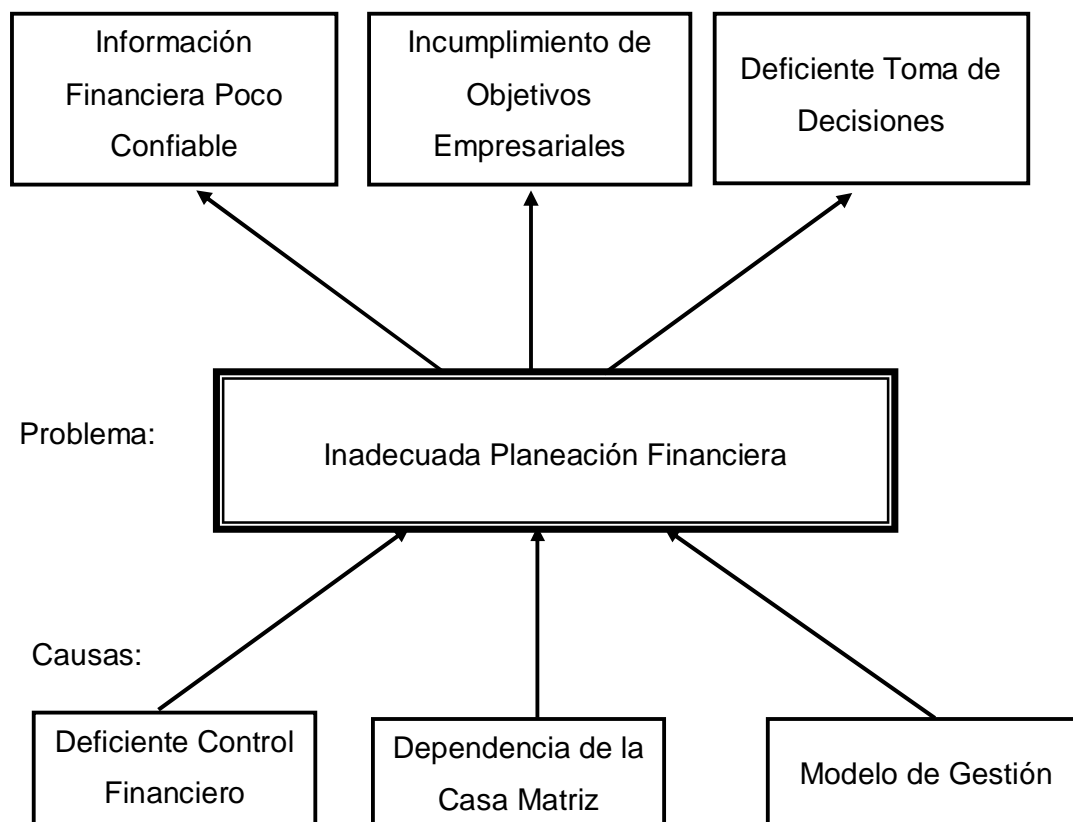 Información
Financiera Poco
Confiable
Incumplimiento de
Objetivos
Empresariales
Deficiente Toma de
Decisiones
Problema:
Inadecuada Planeación Financiera
Causas:
Deficiente Control
Financiero
Dependencia de la
Casa Matriz
Modelo de Gestión